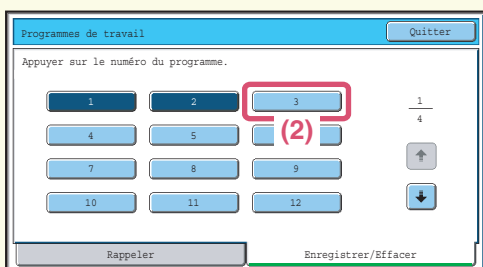 Programmes de travail Quitter
Appuyer sur le numéro du programme.
1 2 3 1
4 5 (2) 4
7 8 9
10 11 12
Rappeler Enregistrer/Effacer